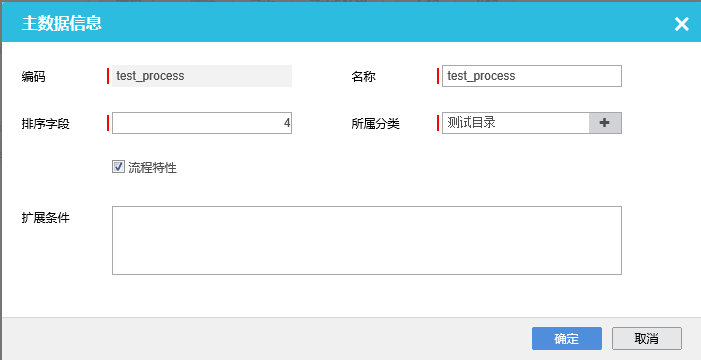 主数据信息
编码 test_process 名称 test_process
排序字段 4 所属分类 测试目录
流程特性
扩展条件
确定 取消